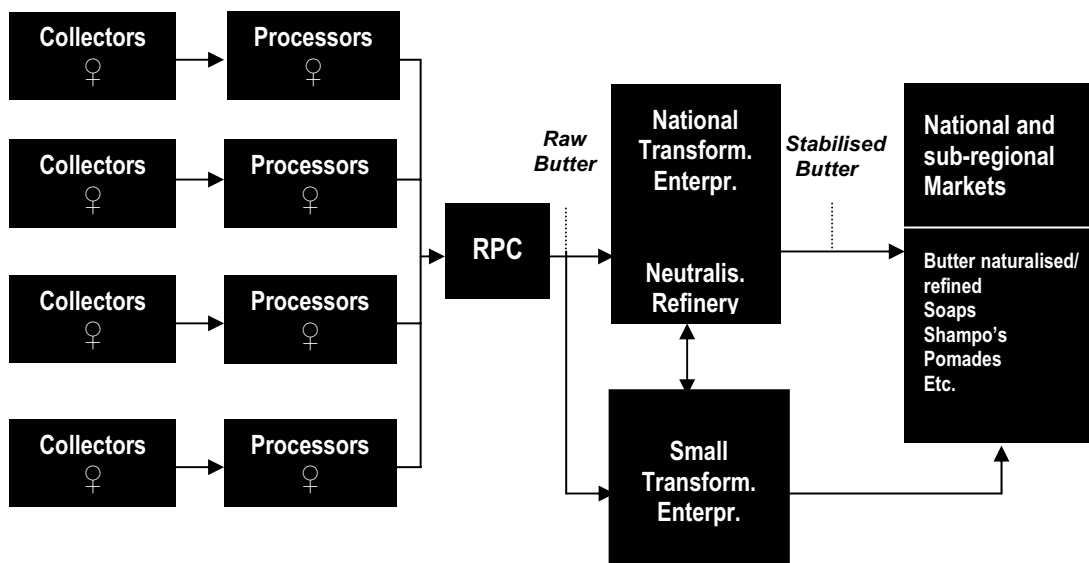 Collectors
♀
Processors
♀
Collectors
♀
Processors
♀
Collectors
♀
Processors
♀
Collectors
♀
Processors
♀
RPC
Raw
Butter
National
Transform.
Enterpr.
Neutralis.
Refinery
Small
Transform.
Enterpr.
Stabilised
Butter
National and
sub-regional
Markets
Butter naturalised/
refined
Soaps
Shampo’s
Pomades
Etc.